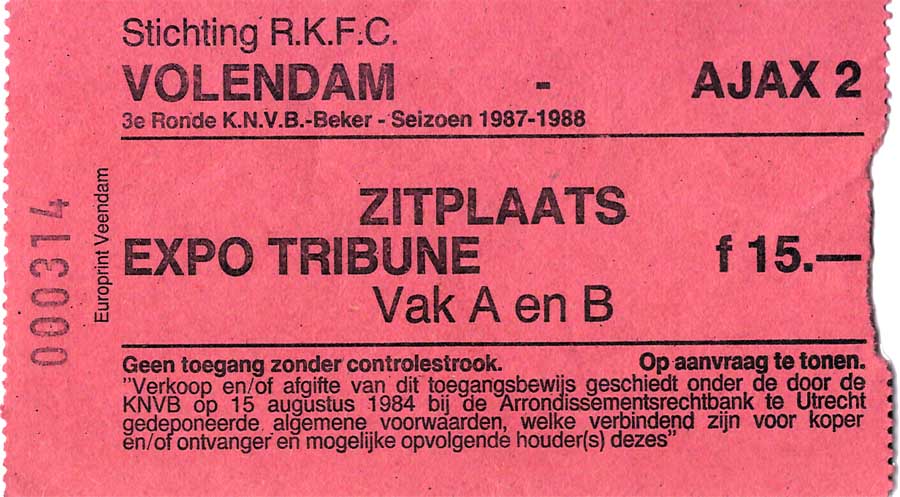 Stichting R.K.F.C.
VOLENDAM - AJAX 2
3e Ronde K.N.V.B.-Beker - Seizoen 1987-1988
ZITPLAATS
EXPO TRIBUNE f 15.—
Vak A en B
Geen toegang zonder controlestrook. Op aanvraag te tonen.
"Verkoop en/of afgifte van dit toegangsbewijs geschiedt onder de door de
KNVB op 15 augustus 1984 bij de Arrondissementsrechtbank te Utrecht
gedeponeerde algemene voorwaarden, welke verbindend zijn voor koper
en/of ontvanger en mogelijke opvolgende houder(s) dezes"
000314
Europrint Veendam